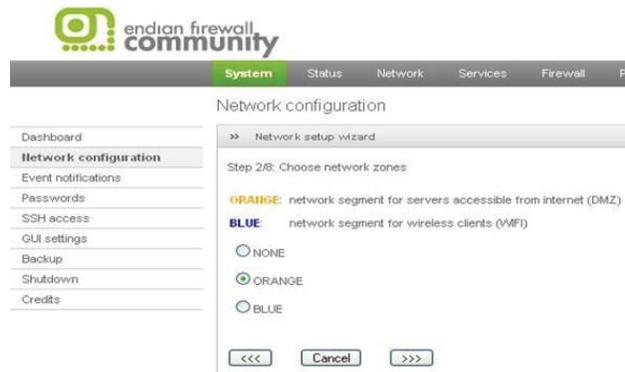 endian firewall
community
System Status Network Services Firewall
Network configuration
Dashboard
Network configuration
Event notifications
Passwords
SSH access
GUI settings
Backup
Shutdown
Credits
>> Network setup wizard
Step 2/8: Choose network zones
ORANGE: network segment for servers accessible from internet (DMZ)
BLUE: network segment for wireless clients (WIFI)
NONE
ORANGE
BLUE
<<< Cancel >>>